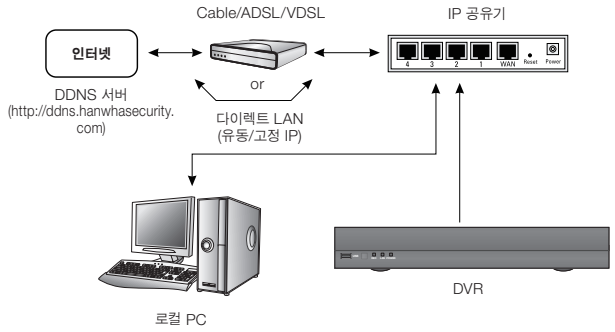 Cable/ADSL/VDSL
IP 공유기
인터넷
4 3 2 1 WAN Reset Power
or
DDNS 서버
(http://ddns.hanwhasecurity.
com)
다이렉트 LAN
(유동/고정 IP)
DVR
로컬 PC